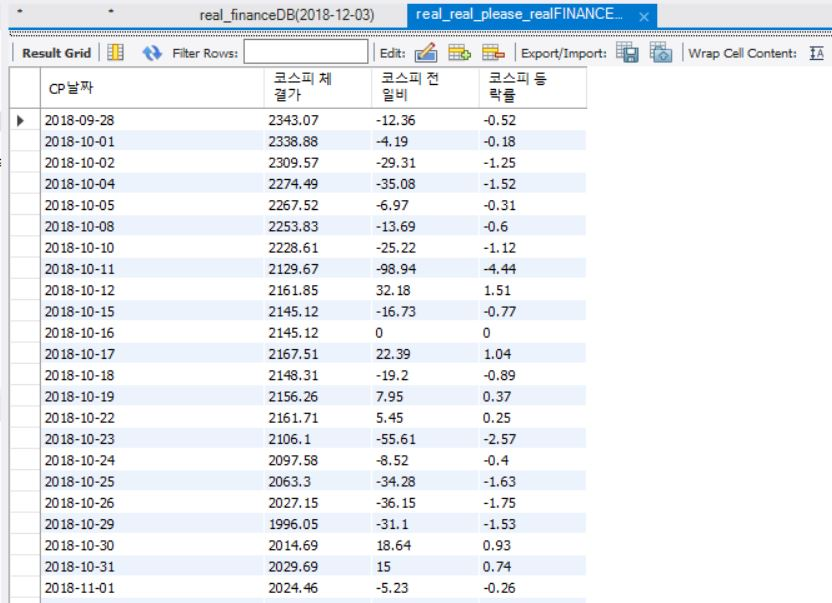 * * real_financeDB(2018-12-03) real_real_please_realFINANCE... ×
Result Grid Filter Rows: Edit: Export/Import: Wrap Cell Content: IA
CP날짜 코스피 체결가 코스피 전일비 코스피 등락률
2018-09-28 2343.07 -12.36 -0.52
2018-10-01 2338.88 -4.19 -0.18
2018-10-02 2309.57 -29.31 -1.25
2018-10-04 2274.49 -35.08 -1.52
2018-10-05 2267.52 -6.97 -0.31
2018-10-08 2253.83 -13.69 -0.6
2018-10-10 2228.61 -25.22 -1.12
2018-10-11 2129.67 -98.94 -4.44
2018-10-12 2161.85 32.18 1.51
2018-10-15 2145.12 -16.73 -0.77
2018-10-16 2145.12 0 0
2018-10-17 2167.51 22.39 1.04
2018-10-18 2148.31 -19.2 -0.89
2018-10-19 2156.26 7.95 0.37
2018-10-22 2161.71 5.45 0.25
2018-10-23 2106.1 -55.61 -2.57
2018-10-24 2097.58 -8.52 -0.4
2018-10-25 2063.3 -34.28 -1.63
2018-10-26 2027.15 -36.15 -1.75
2018-10-29 1996.05 -31.1 -1.53
2018-10-30 2014.69 18.64 0.93
2018-10-31 2029.69 15 0.74
2018-11-01 2024.46 -5.23 -0.26